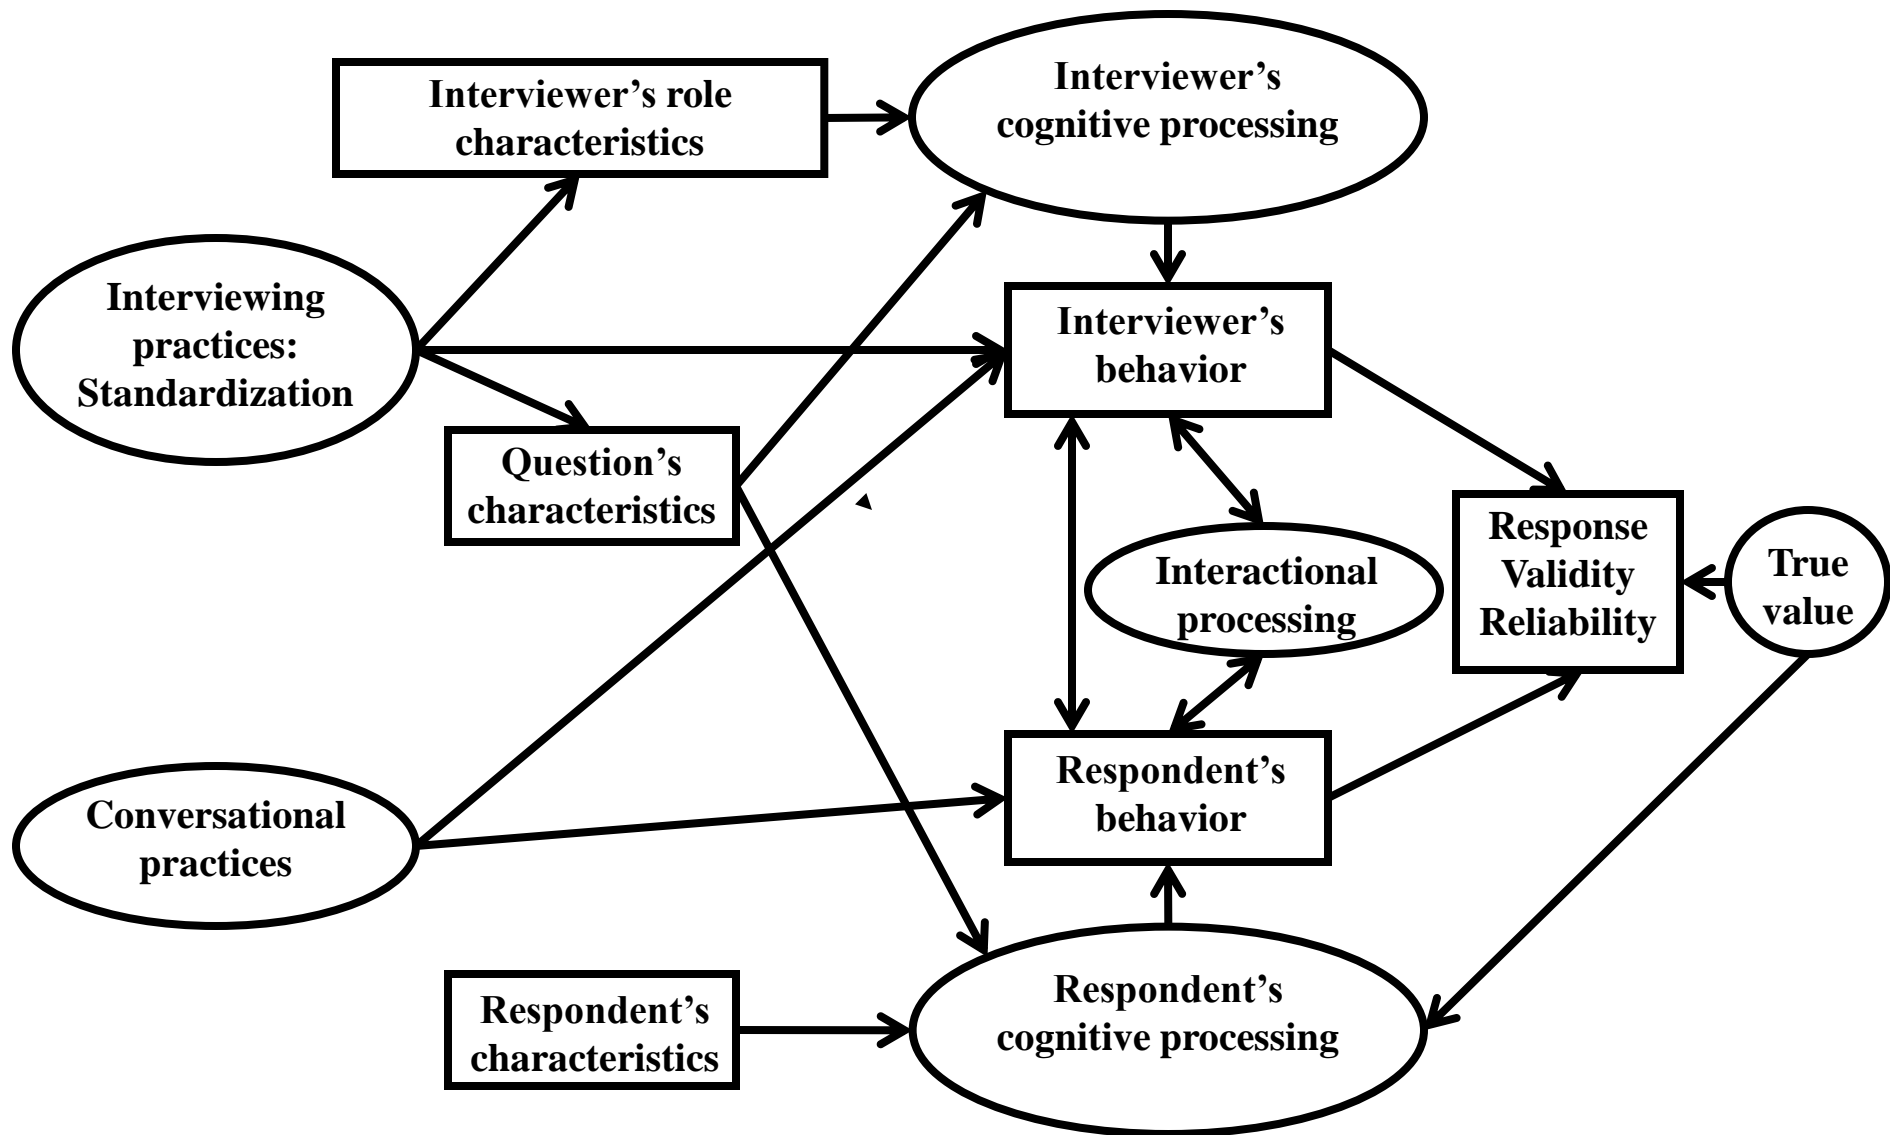 Interviewer’s role
characteristics
Interviewer’s
cognitive processing
Interviewing
practices:
Standardization
Interviewer’s
behavior
Question’s
characteristics
Interactional
processing
Response
Validity
Reliability
True
value
Conversational
practices
Respondent’s
behavior
Respondent’s
characteristics
Respondent’s
cognitive processing